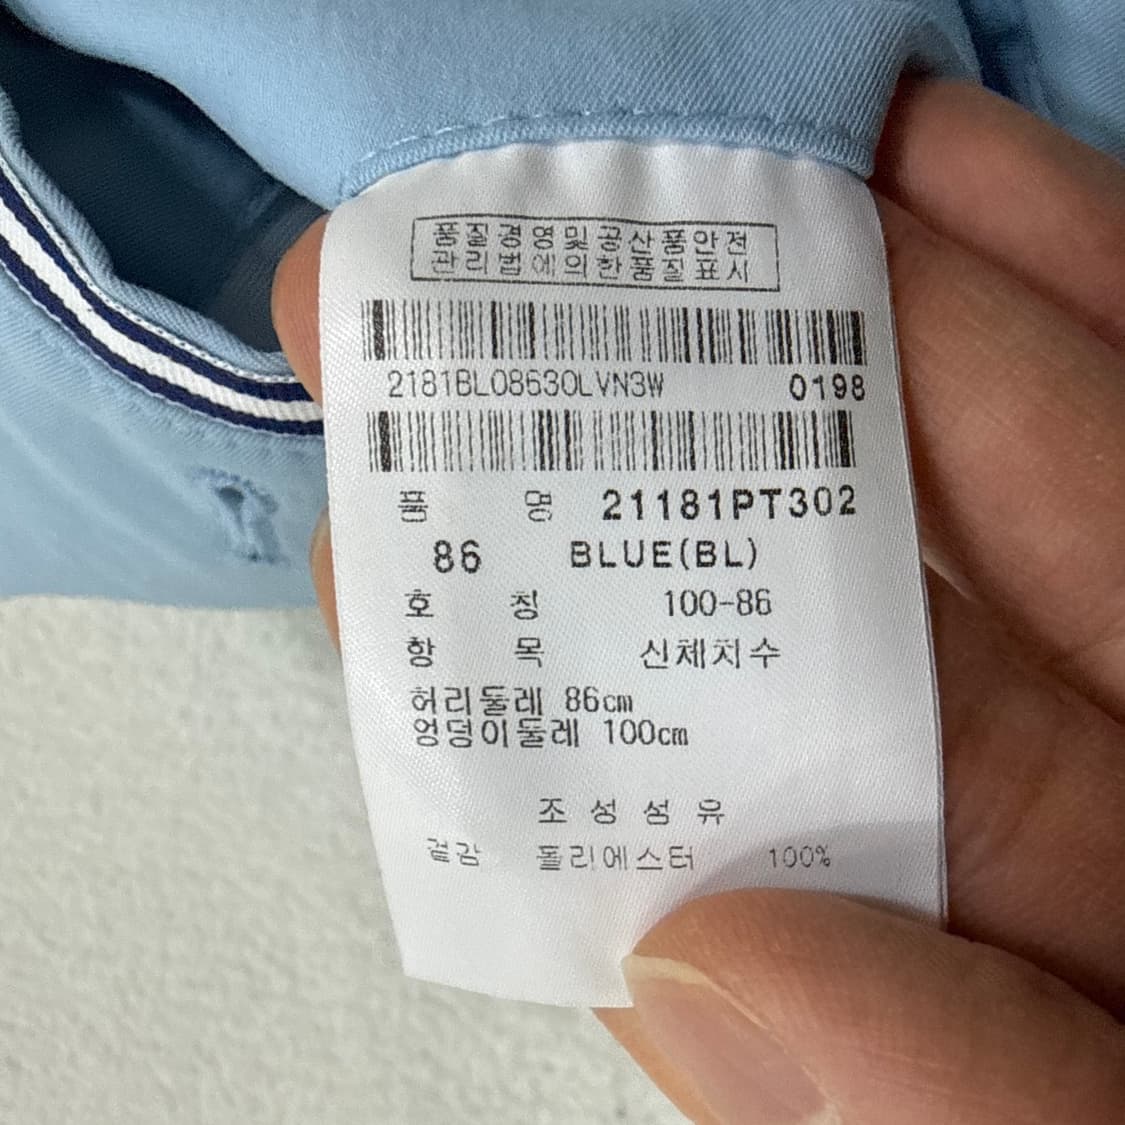 품질경영및공산품안전
관리법에의한품질표시
2181BL08630LVN3W 0198
품 명 21181PT302
86 BLUE(BL)
호 칭 100-86
항 목 신체치수
허리둘레 86cm
엉덩이둘레 100cm
조 성 섬 유
겉감 폴리에스터 100%